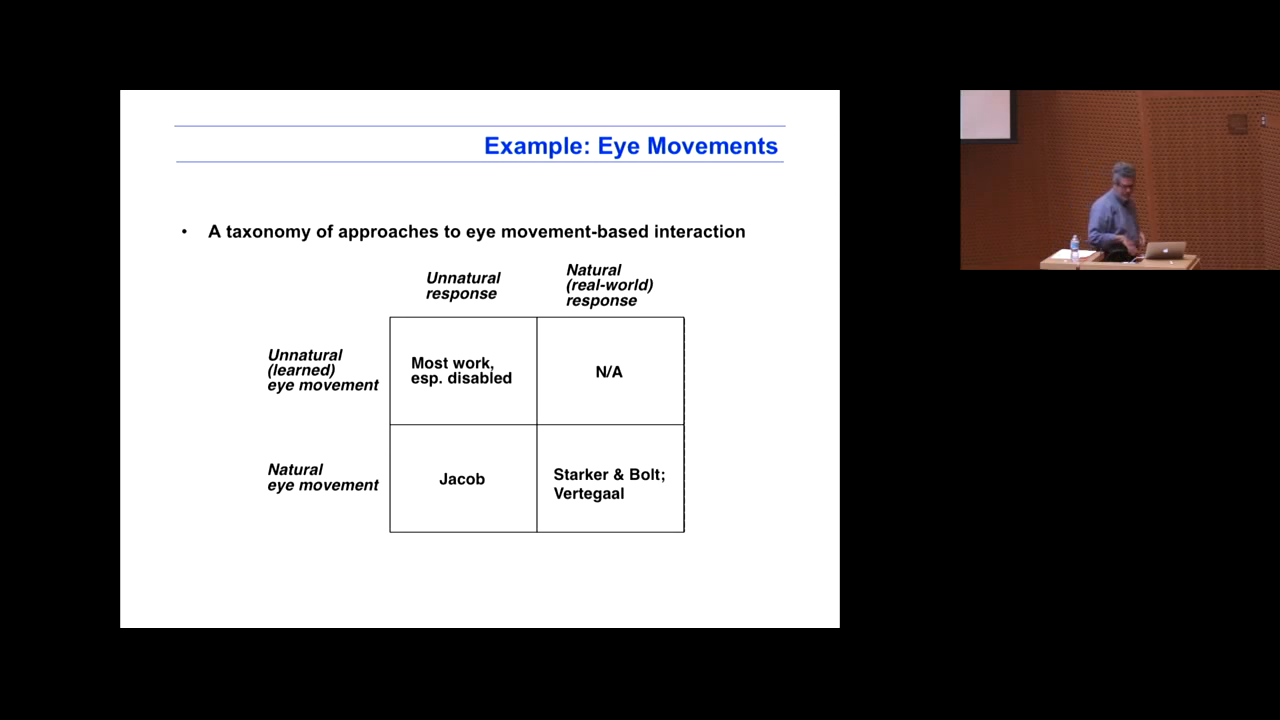 Example: Eye Movements
• A taxonomy of approaches to eye movement-based interaction
Unnatural
response
Natural
(real-world)
response
Unnatural
(learned)
eye movement
Most work,
esp. disabled
N/A
Natural
eye movement
Jacob
Starker & Bolt;
Vertegaal